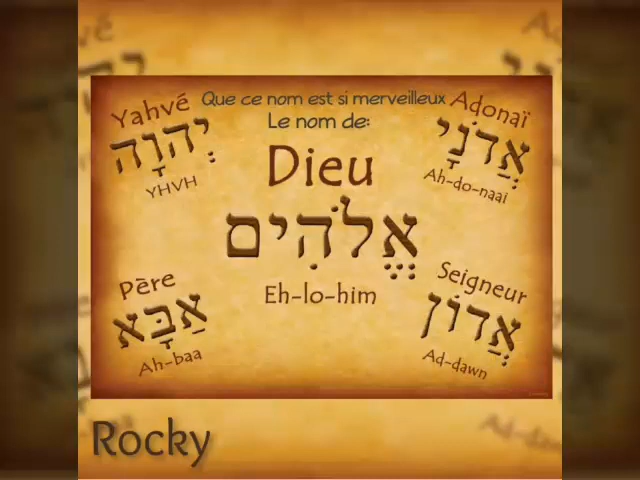 Que ce nom est si merveilleux
Le nom de:
Yahvé
יְהוָה
YHVH
Adonaï
אֲדֹנָי
Ah-do-naai
Dieu
אֱלֹהִים
Eh-lo-him
Père
אַבָּא
Ah-baa
Seigneur
אֲדוֹן
Ad-dawn
Rocky